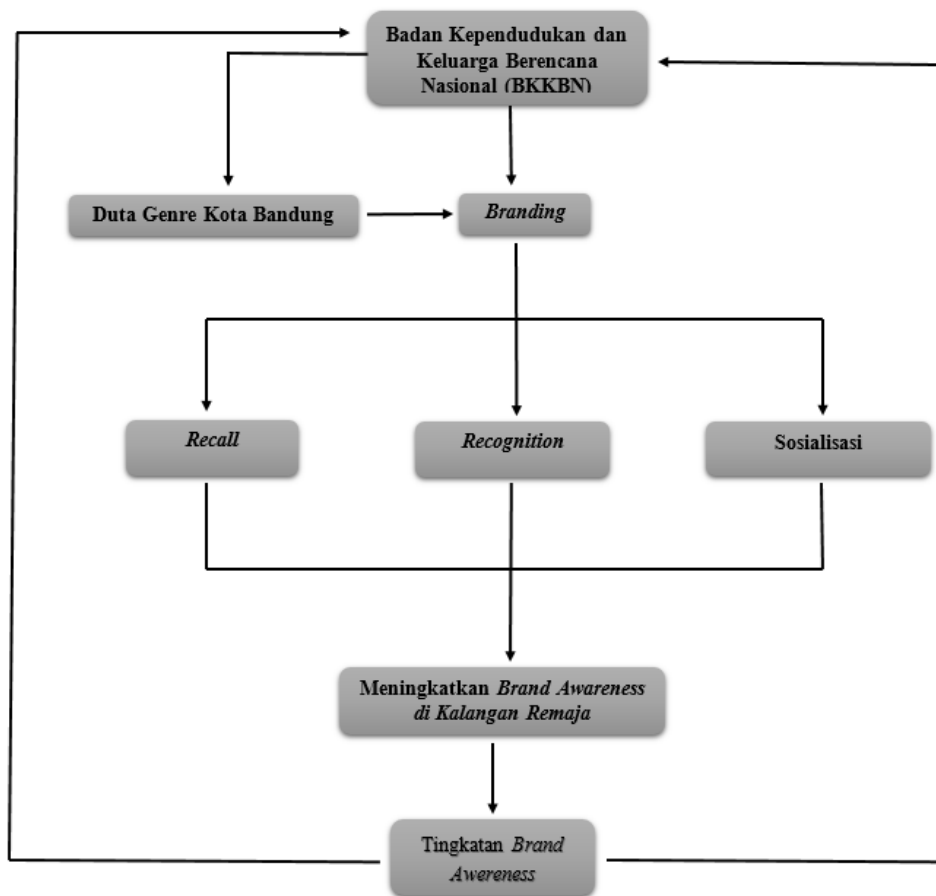 Badan Kependudukan dan
Keluarga Berencana
Nasional (BKKBN)
Duta Genre Kota Bandung
Branding
Recall
Recognition
Sosialisasi
Meningkatkan Brand Awareness
di Kalangan Remaja
Tingkatan Brand
Awereness